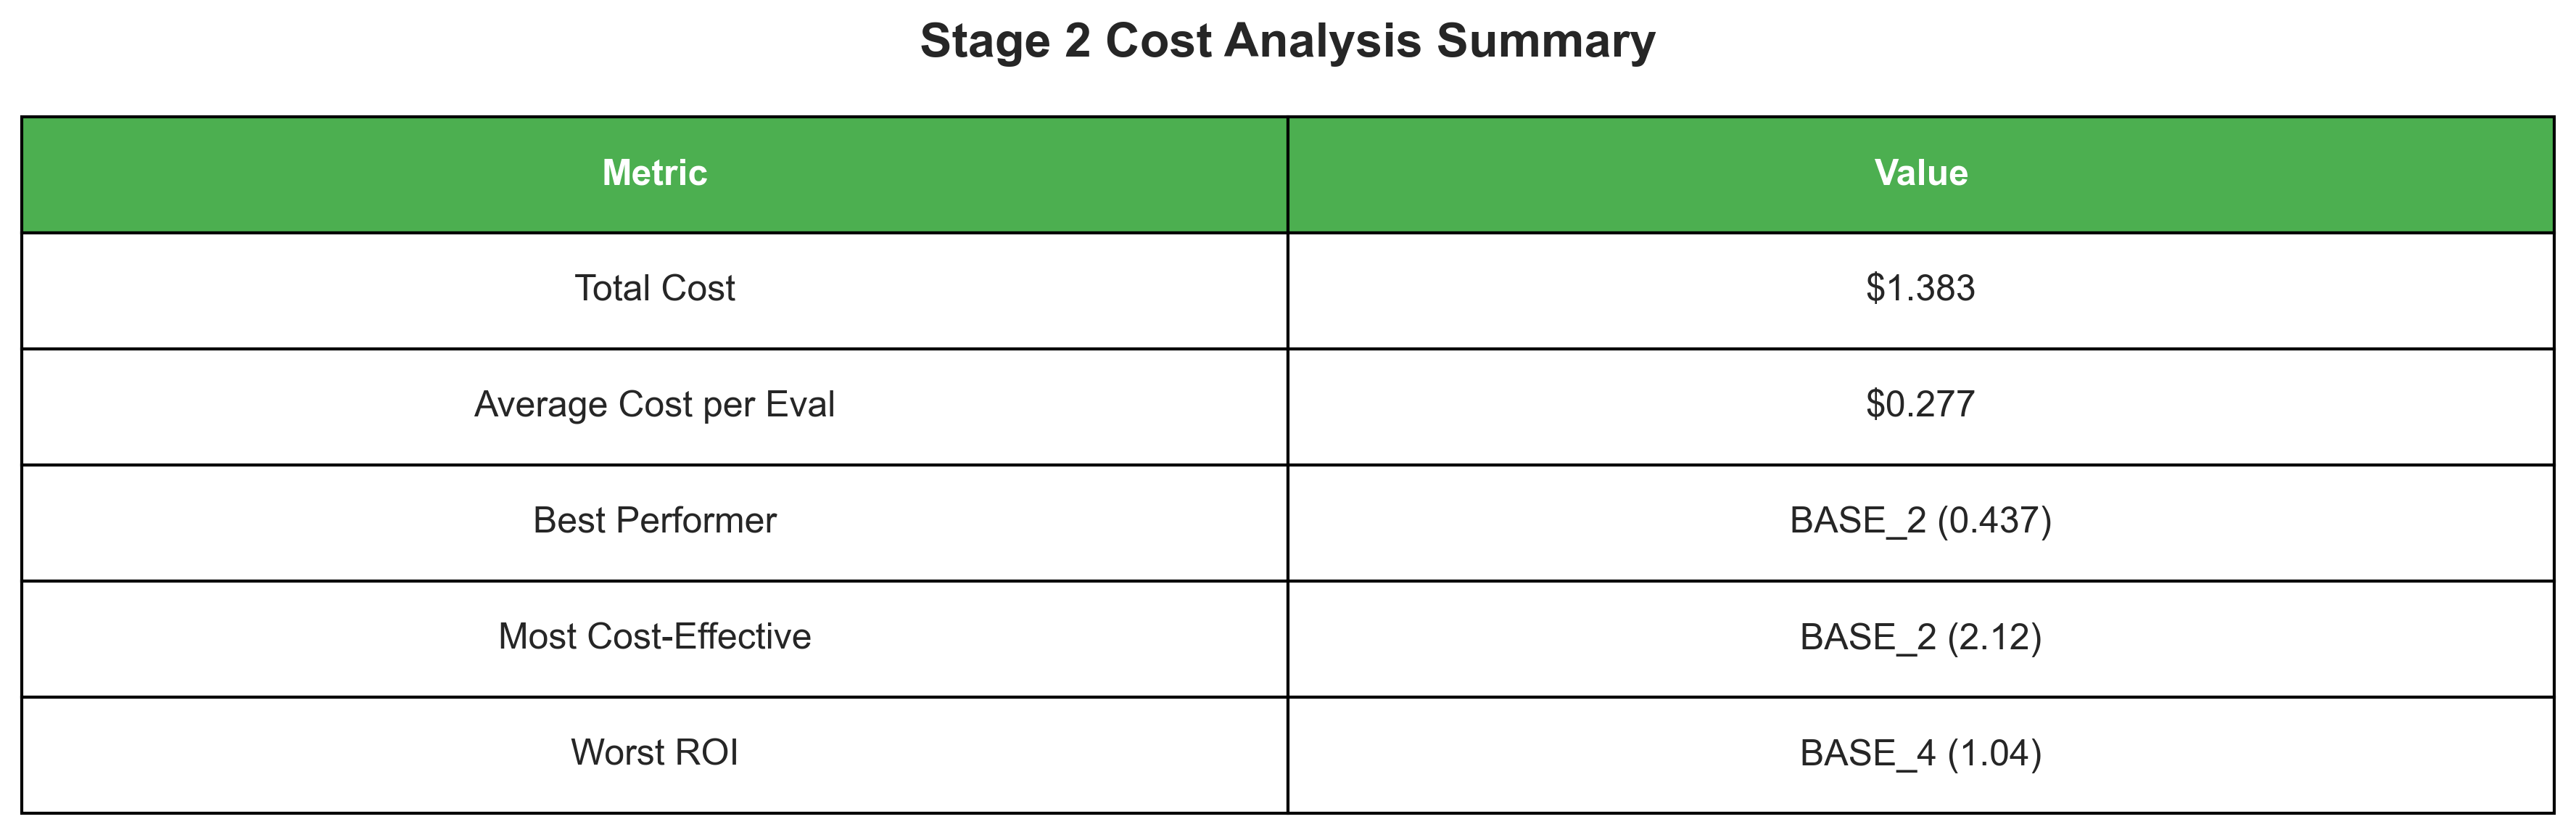 Stage 2 Cost Analysis Summary
Metric Value
Total Cost $1.383
Average Cost per Eval $0.277
Best Performer BASE_2 (0.437)
Most Cost-Effective BASE_2 (2.12)
Worst ROI BASE_4 (1.04)